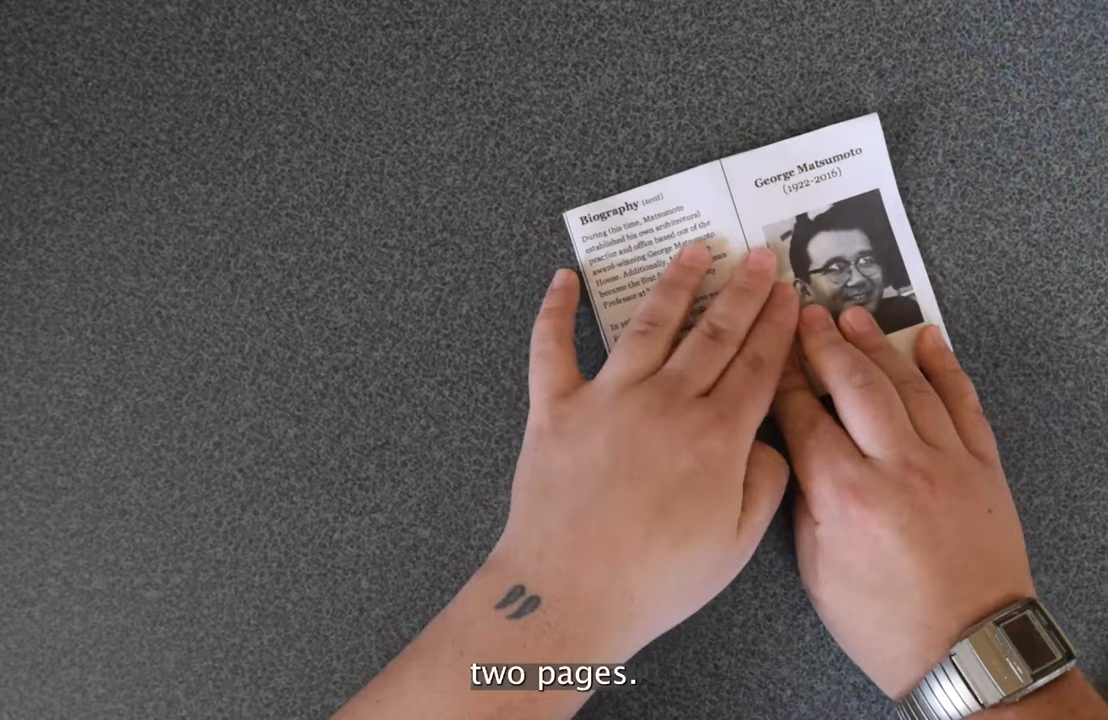 Biography (cont)
During this time, Matsumoto
established his own architectural
practice and office based out of the
award-winning George Matsumoto
House. Additionally,
became the first
Professor at
In
George Matsumoto
(1922-2016)
two pages.